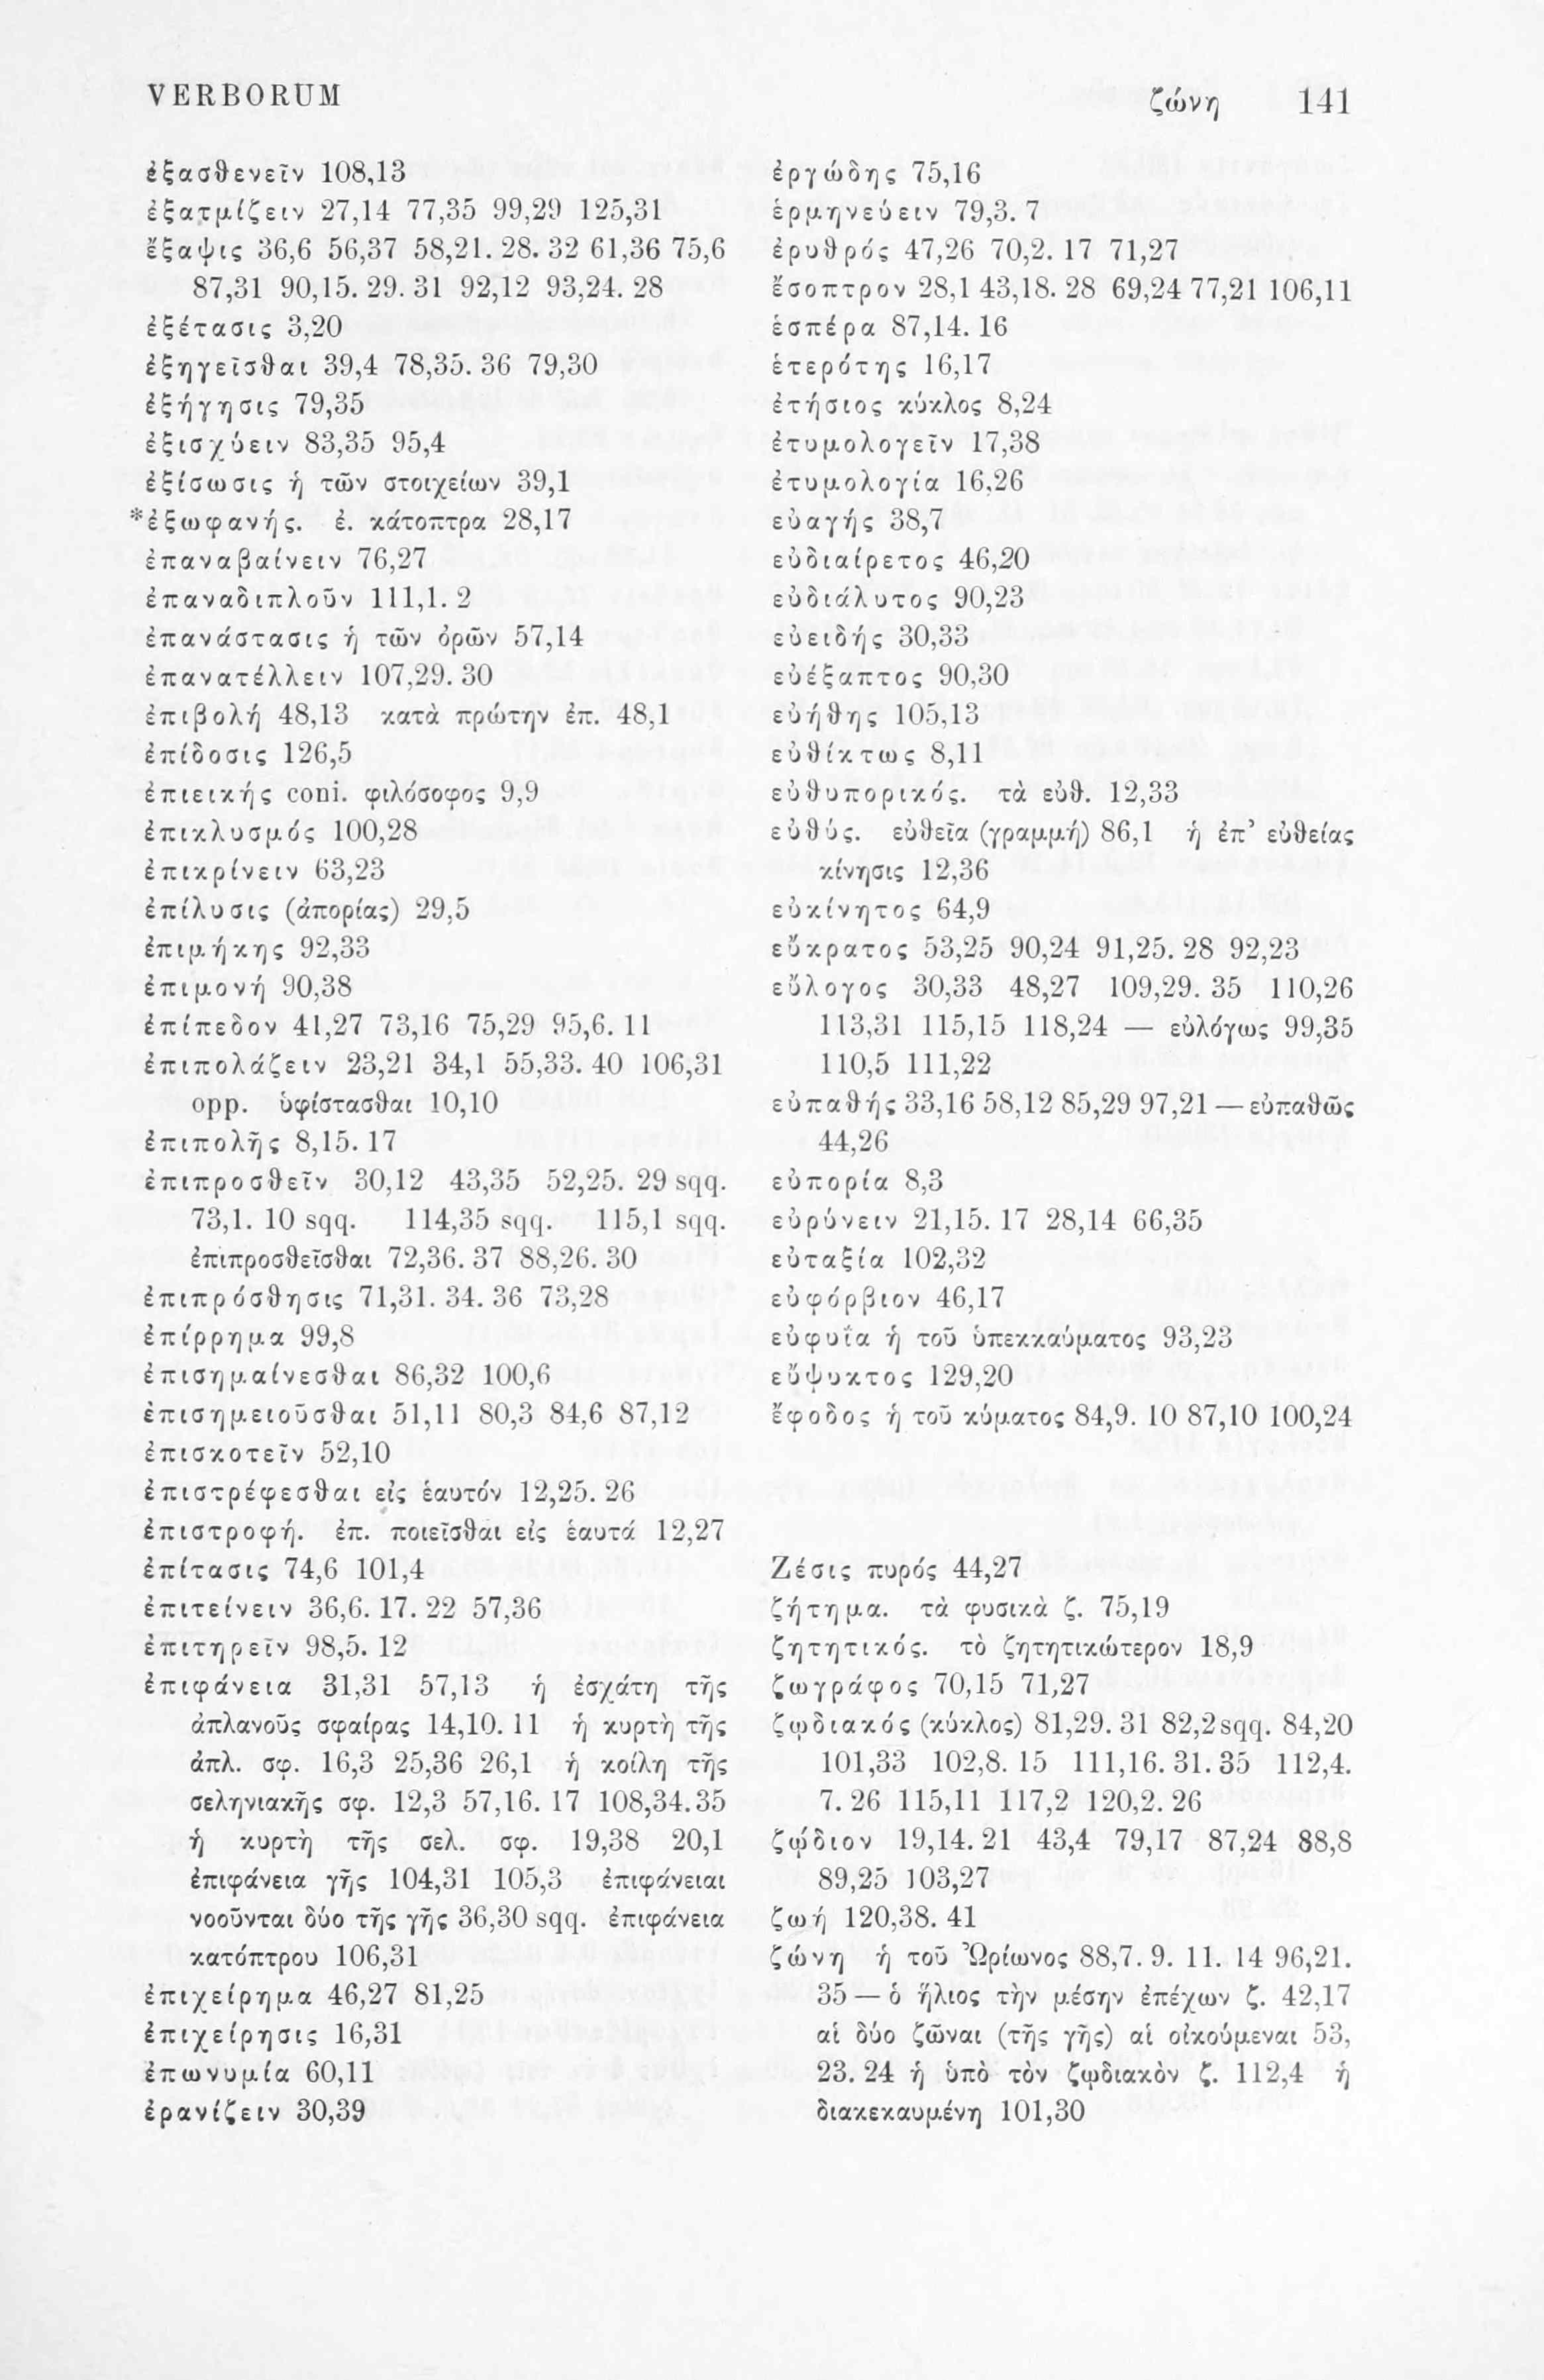 VERBORUM ζώνη 141
ἐξασθενεῖν 108,13
ἐξατμίζειν 27,14 77,35 99,29 125,31
ἔξαψις 36,6 56,37 58,21. 28. 32 61,36 75,6
87,31 90,15. 29. 31 92,12 93,24. 28
ἐξέτασις 3,20
ἐξηγεῖσθαι 39,4 78,35. 36 79,30
ἐξήγησις 79,35
ἐξισχύειν 83,35 95,4
ἐξίσωσις ἡ τῶν στοιχείων 39,1
*ἐξωφανής. ἐ. κάτοπτρα 28,17
ἐπαναβαίνειν 76,27
ἐπαναδιπλοῦν 111,1. 2
ἐπανάστασις ἡ τῶν ὀρῶν 57,14
ἐπανατέλλειν 107,29. 30
ἐπιβολή 48,13 κατὰ πρώτην ἐπ. 48,1
ἐπίδοσις 126,5
ἐπιεικής coni. φιλόσοφος 9,9
ἐπικλυσμός 100,28
ἐπικρίνειν 63,23
ἐπίλυσις (ἀπορίας) 29,5
ἐπιμήκης 92,33
ἐπιμονή 90,38
ἐπίπεδον 41,27 73,16 75,29 95,6. 11
ἐπιπολάζειν 23,21 34,1 55,33. 40 106,31
opp. ὑφίστασθαι 10,10
ἐπιπολῆς 8,15. 17
ἐπιπροσθεῖν 30,12 43,35 52,25. 29 sqq.
73,1. 10 sqq. 114,35 sqq. 115,1 sqq.
ἐπιπροσθεῖσθαι 72,36. 37 88,26. 30
ἐπιπρόσθησις 71,31. 34. 36 73,28
ἐπίρρημα 99,8
ἐπισημαίνεσθαι 86,32 100,6
ἐπισημειοῦσθαι 51,11 80,3 84,6 87,12
ἐπισκοτεῖν 52,10
ἐπιστρέφεσθαι εἰς ἑαυτόν 12,25. 26
ἐπιστροφή. ἐπ. ποιεῖσθαι εἰς ἑαυτά 12,27
ἐπίτασις 74,6 101,4
ἐπιτείνειν 36,6. 17. 22 57,36
ἐπιτηρεῖν 98,5. 12
ἐπιφάνεια 31,31 57,13 ἡ ἐσχάτη τῆς
ἀπλανοῦς σφαίρας 14,10. 11 ἡ κυρτὴ τῆς
ἀπλ. σφ. 16,3 25,36 26,1 ἡ κοίλη τῆς
σεληνιακῆς σφ. 12,3 57,16. 17 108,34. 35
ἡ κυρτὴ τῆς σελ. σφ. 19,38 20,1
ἐπιφάνεια γῆς 104,31 105,3 ἐπιφάνειαι
νοοῦνται δύο τῆς γῆς 36,30 sqq. ἐπιφάνεια
κατόπτρου 106,31
ἐπιχείρημα 46,27 81,25
ἐπιχείρησις 16,31
ἐπωνυμία 60,11
ἐρανίζειν 30,39
ἐργώδης 75,16
ἑρμηνεύειν 79,3. 7
ἐρυθρός 47,26 70,2. 17 71,27
ἔσοπτρον 28,1 43,18. 28 69,24 77,21 106,11
ἑσπέρα 87,14. 16
ἑτερότης 16,17
ἐτήσιος κύκλος 8,24
ἐτυμολογεῖν 17,38
ἐτυμολογία 16,26
εὐαγής 38,7
εὐδιαίρετος 46,20
εὐδιάλυτος 90,23
εὐειδής 30,33
εὐέξαπτος 90,30
εὐήθης 105,13
εὐθίκτως 8,11
εὐθυπορικός. τὰ εὐθ. 12,33
εὐθύς. εὐθεῖα (γραμμή) 86,1 ἡ ἐπ’ εὐθείας
κίνησις 12,36
εὐκίνητος 64,9
εὔκρατος 53,25 90,24 91,25. 28 92,23
εὔλογος 30,33 48,27 109,29. 35 110,26
113,31 115,15 118,24 — εὐλόγως 99,35
110,5 111,22
εὐπαθής 33,16 58,12 85,29 97,21 — εὐπαθῶς
44,26
εὐπορία 8,3
εὐρύνειν 21,15. 17 28,14 66,35
εὐταξία 102,32
εὐφόρβιον 46,17
εὐφυΐα ἡ τοῦ ὑπεκκαύματος 93,23
εὔψυκτος 129,20
ἔφοδος ἡ τοῦ κύματος 84,9. 10 87,10 100,24
Ζέσις πυρός 44,27
ζήτημα. τὰ φυσικὰ ζ. 75,19
ζητητικός. τὸ ζητητικώτερον 18,9
ζωγράφος 70,15 71,27
ζῳδιακός (κύκλος) 81,29. 31 82,2 sqq. 84,20
101,33 102,8. 15 111,16. 31. 35 112,4.
7. 26 115,11 117,2 120,2. 26
ζῴδιον 19,14. 21 43,4 79,17 87,24 88,8
89,25 103,27
ζωή 120,38. 41
ζώνη ἡ τοῦ Ὠρίωνος 88,7. 9. 11. 14 96,21.
35 — ὁ ἥλιος τὴν μέσην ἐπέχων ζ. 42,17
αἱ δύο ζῶναι (τῆς γῆς) αἱ οἰκούμεναι 53,
23. 24 ἡ ὑπὸ τὸν ζῳδιακὸν ζ. 112,4 ἡ
διακεκαυμένη 101,30